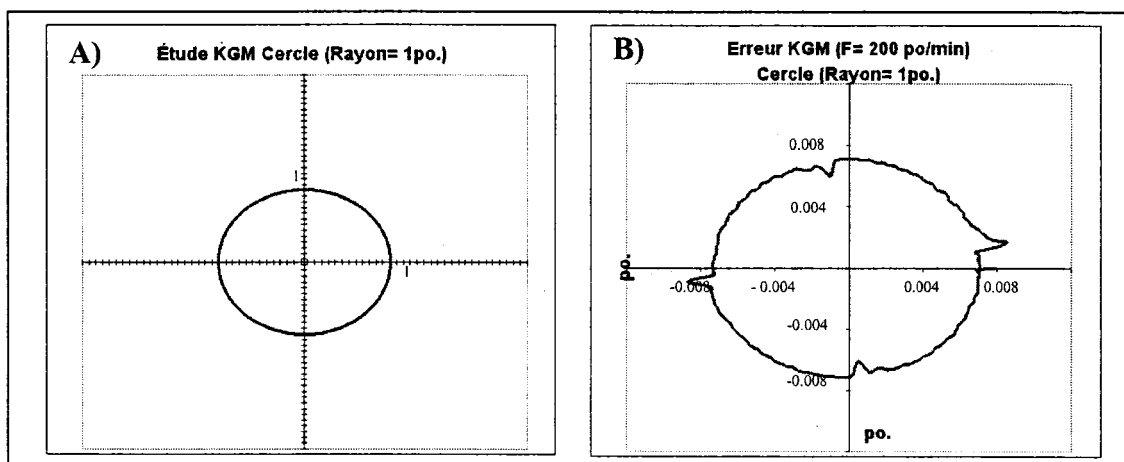 A)
Étude KGM Cercle (Rayon= 1po.)
1
1
B)
Erreur KGM (F= 200 po/min)
Cercle (Rayon= 1po.)
0.008
0.004
po.
-0.008
- 0.004
0.004
0.008
-0.004
-0.008
po.